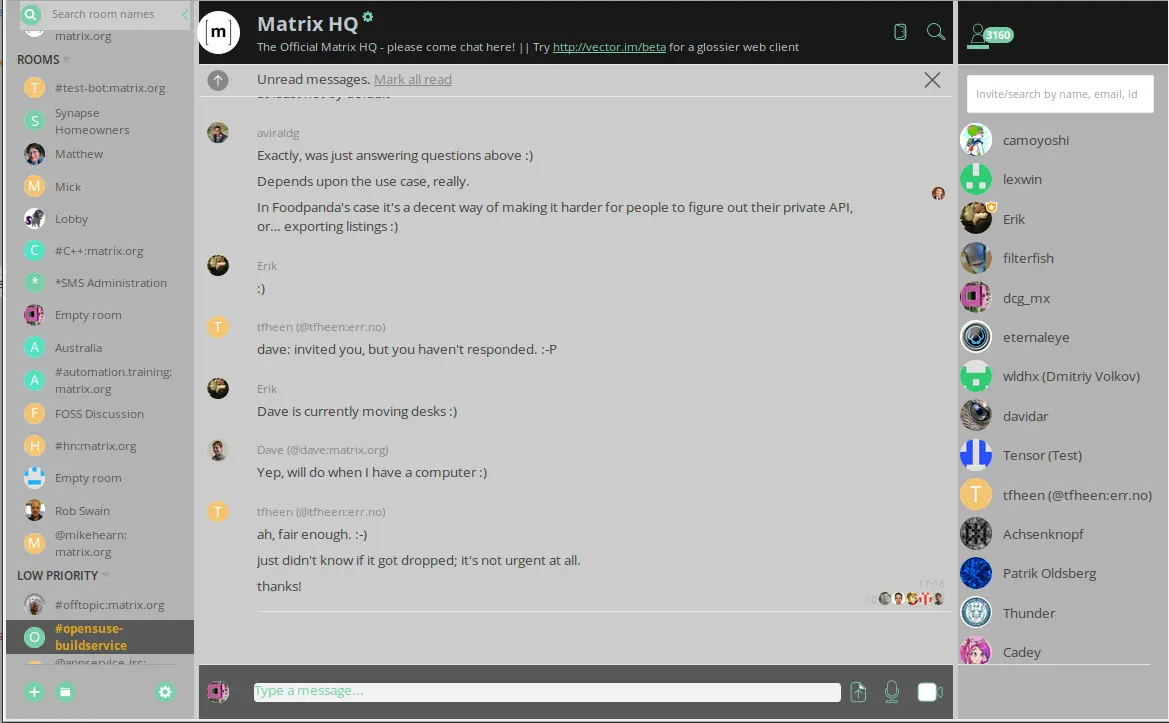 Search room names
matrix.org
ROOMS
T #test-bot:matrix.org
S Synapse
Homeowners
Matthew
M Mick
Lobby
C #C++:matrix.org
* *SMS Administration
Empty room
A Australia
A #automation.training:
matrix.org
F FOSS Discussion
H #hn:matrix.org
Empty room
Rob Swain
M @mikehearn:
matrix.org
LOW PRIORITY
#offtopic:matrix.org
O #opensuse-
buildservice
@appservice-irc:
[m]
Matrix HQ
The Official Matrix HQ - please come chat here! || Try http://vector.im/beta for a glossier web client
Unread messages. Mark all read
at least not by default
aviraldg
Exactly, was just answering questions above :)
Depends upon the use case, really.
In Foodpanda's case it's a decent way of making it harder for people to figure out their private API,
or... exporting listings :)
Erik
:)
T tfheen (@tfheen:err.no)
dave: invited you, but you haven't responded. :-P
Erik
Dave is currently moving desks :)
Dave (@dave:matrix.org)
Yep, will do when I have a computer :)
T tfheen (@tfheen:err.no)
ah, fair enough. :-)
just didn't know if it got dropped; it's not urgent at all.
17:18
thanks!
Type a message...
3160
Invite/search by name, email, id
camoyoshi
lexwin
Erik
filterfish
dcg_mx
eternaleye
wldhx (Dmitriy Volkov)
davidar
Tensor (Test)
T tfheen (@tfheen:err.no)
Achsenknopf
Patrik Oldsberg
Thunder
Cadey